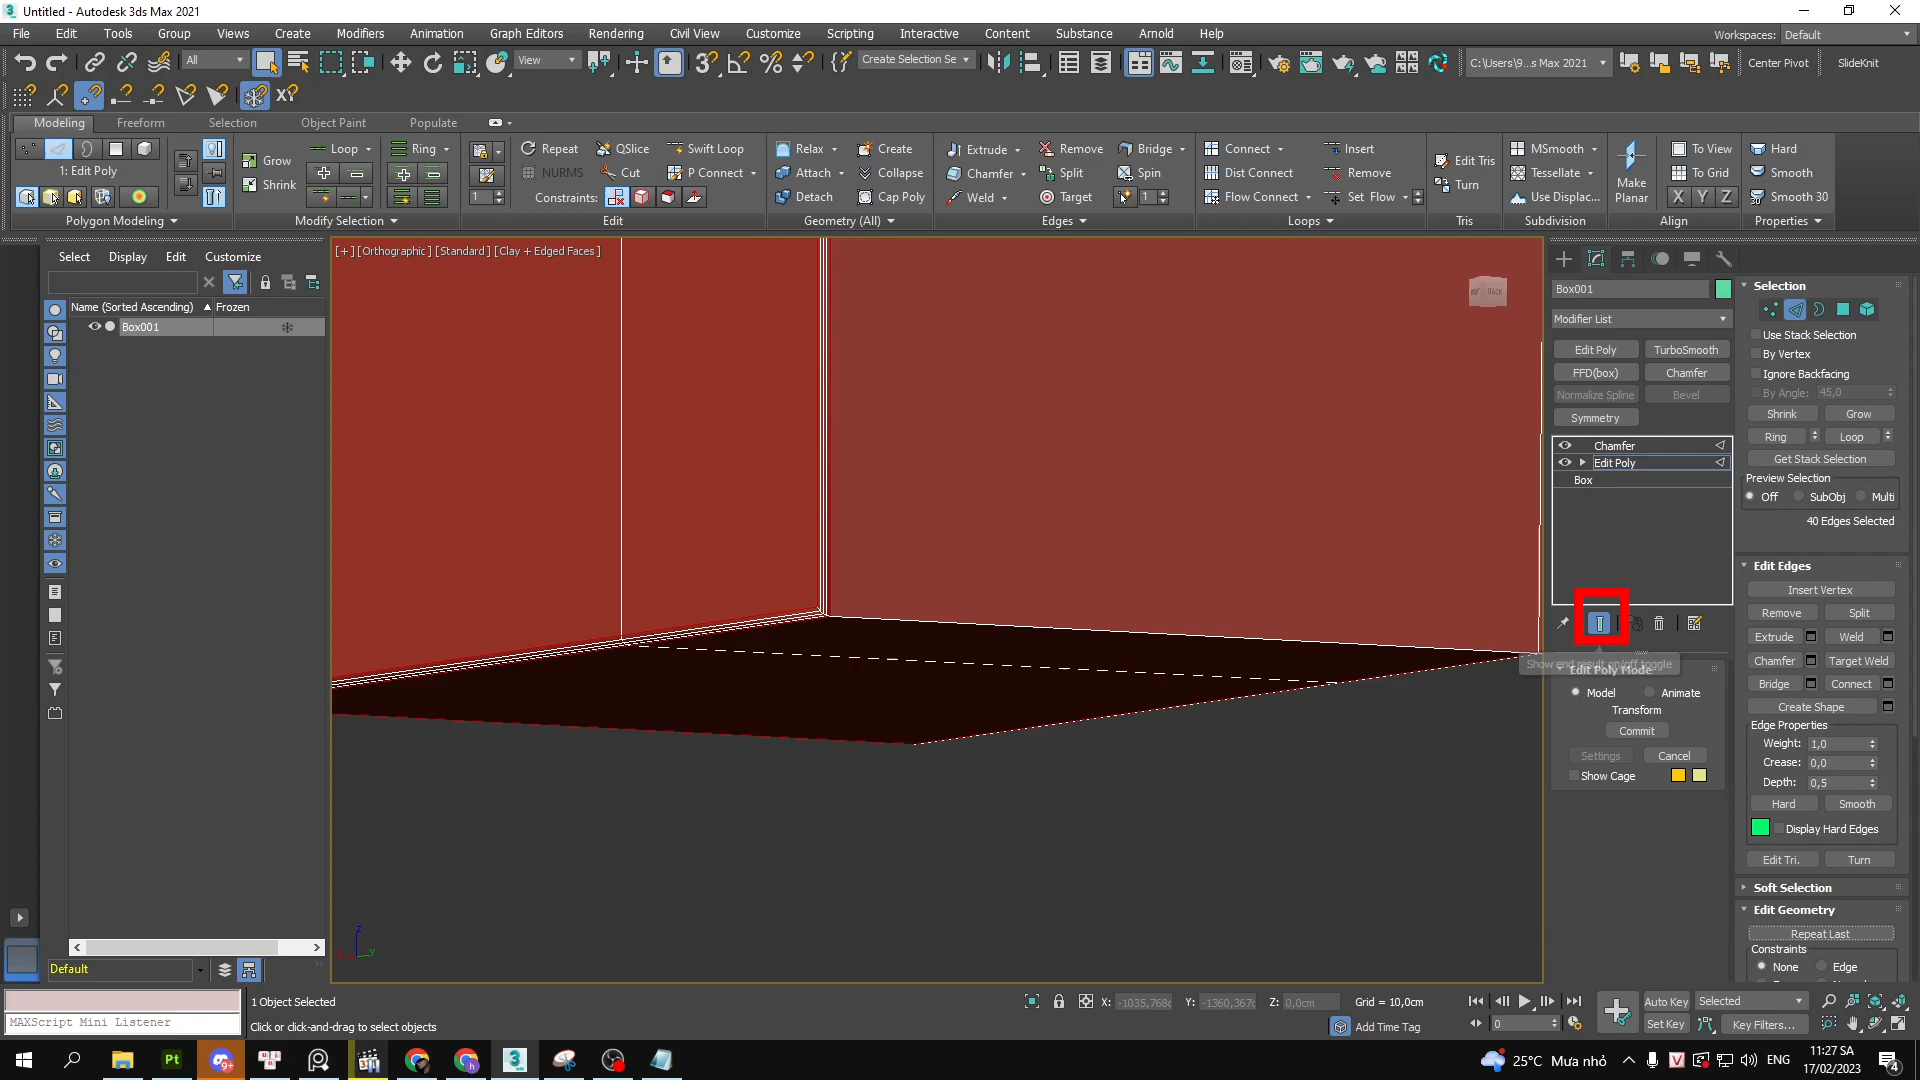 Untitled - Autodesk 3ds Max 2021
File Edit Tools Group Views Create Modifiers Animation Graph Editors Rendering Civil View Customize Scripting Interactive Content Substance Arnold Help
Workspaces: Default
All View Create Selection Se C:\Users\9...s Max 2021 Center Pivot SlideKnit
Modeling Freeform Selection Object Paint Populate
Loop Ring Repeat QSlice Swift Loop Relax Create Extrude Remove Bridge Connect Insert MSmooth To View Hard
Grow Edit Tris
1: Edit Poly NURMS Cut P Connect Attach Collapse Chamfer Split Spin Dist Connect Remove Tessellate Make Planar To Grid Smooth
Shrink Turn
Constraints: Detach Cap Poly Weld Target 1 Flow Connect Set Flow Use Displac... X Y Z Smooth 30
1
Polygon Modeling Modify Selection Edit Geometry (All) Edges Loops Tris Subdivision Align Properties
Select Display Edit Customize
[+] [Orthographic] [Standard] [Clay + Edged Faces]
BACK
Name (Sorted Ascending) Frozen
Box001
Box001
Modifier List
Edit Poly TurboSmooth
FFD(box) Chamfer
Normalize Spline Bevel
Symmetry
Chamfer
Edit Poly
Box
Show end result on/off toggle
Edit Poly Mode
Model Animate
Transform
Commit
Settings Cancel
Show Cage
Selection
Use Stack Selection
By Vertex
Ignore Backfacing
By Angle: 45,0
Shrink Grow
Ring Loop
Get Stack Selection
Preview Selection
Off SubObj Multi
40 Edges Selected
Edit Edges
Insert Vertex
Remove Split
Extrude Weld
Chamfer Target Weld
Bridge Connect
Create Shape
Edge Properties
Weight: 1,0
Crease: 0,0
Depth: 0,5
Hard Smooth
Display Hard Edges
Edit Tri. Turn
Soft Selection
Edit Geometry
Repeat Last
Constraints
None Edge
Z
Y
Default
MAXScript Mini Listener
1 Object Selected
Click or click-and-drag to select objects
X: -1035,768c Y: -1360,367c Z: 0,0cm Grid = 10,0cm
Add Time Tag
0
Auto Key Selected
Set Key Key Filters...
Pt
9+
3
25°C Mưa nhỏ
V
ENG
11:27 SA
17/02/2023
4